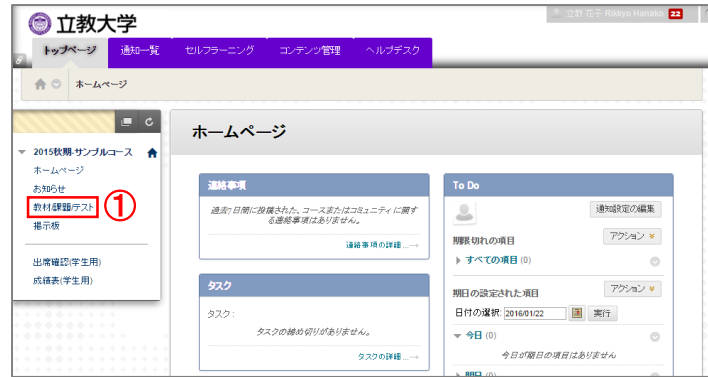 立教大学
立教 花子 Rikkyo Hanako 22
トップページ 通知一覧 セルフラーニング コンテンツ管理 ヘルプデスク
ホームページ
2015秋期-サンプルコース
ホームページ
お知らせ
教材/課題/テスト ①
掲示板
出席確認(学生用)
成績表(学生用)
ホームページ
連絡事項
過去7日間に投稿された、コースまたはコミュニティに関す
る連絡事項はありません。
連絡事項の詳細...→
タスク
タスク:
タスクの締め切りがありません。
タスクの詳細...→
To Do
通知設定の編集
期限切れの項目 アクション
すべての項目 (0)
期日の設定された項目 アクション
日付の選択: 2016/01/22 実行
今日 (0)
今日が期日の項目はありません
明日 (0)